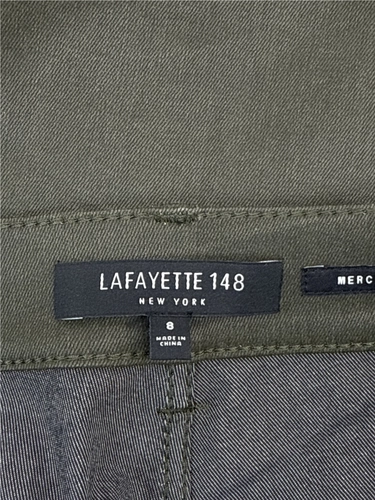 LAFAYETTE 148
NEW YORK
MERC
8
MADE IN
CHINA